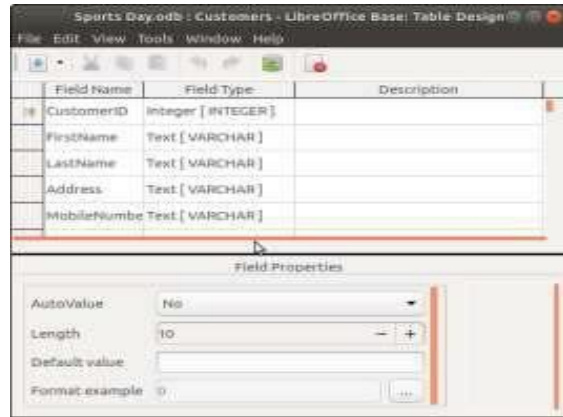 Sports Day.odb : Customers - LibreOffice Base: Table Design
File Edit View Tools Window Help
Field Name Field Type Description
CustomerID Integer [ INTEGER ]
FirstName Text [ VARCHAR ]
LastName Text [ VARCHAR ]
Address Text [ VARCHAR ]
MobileNumbe Text [ VARCHAR ]
Field Properties
AutoValue No
Length 10
Default value
Format example 0 ...